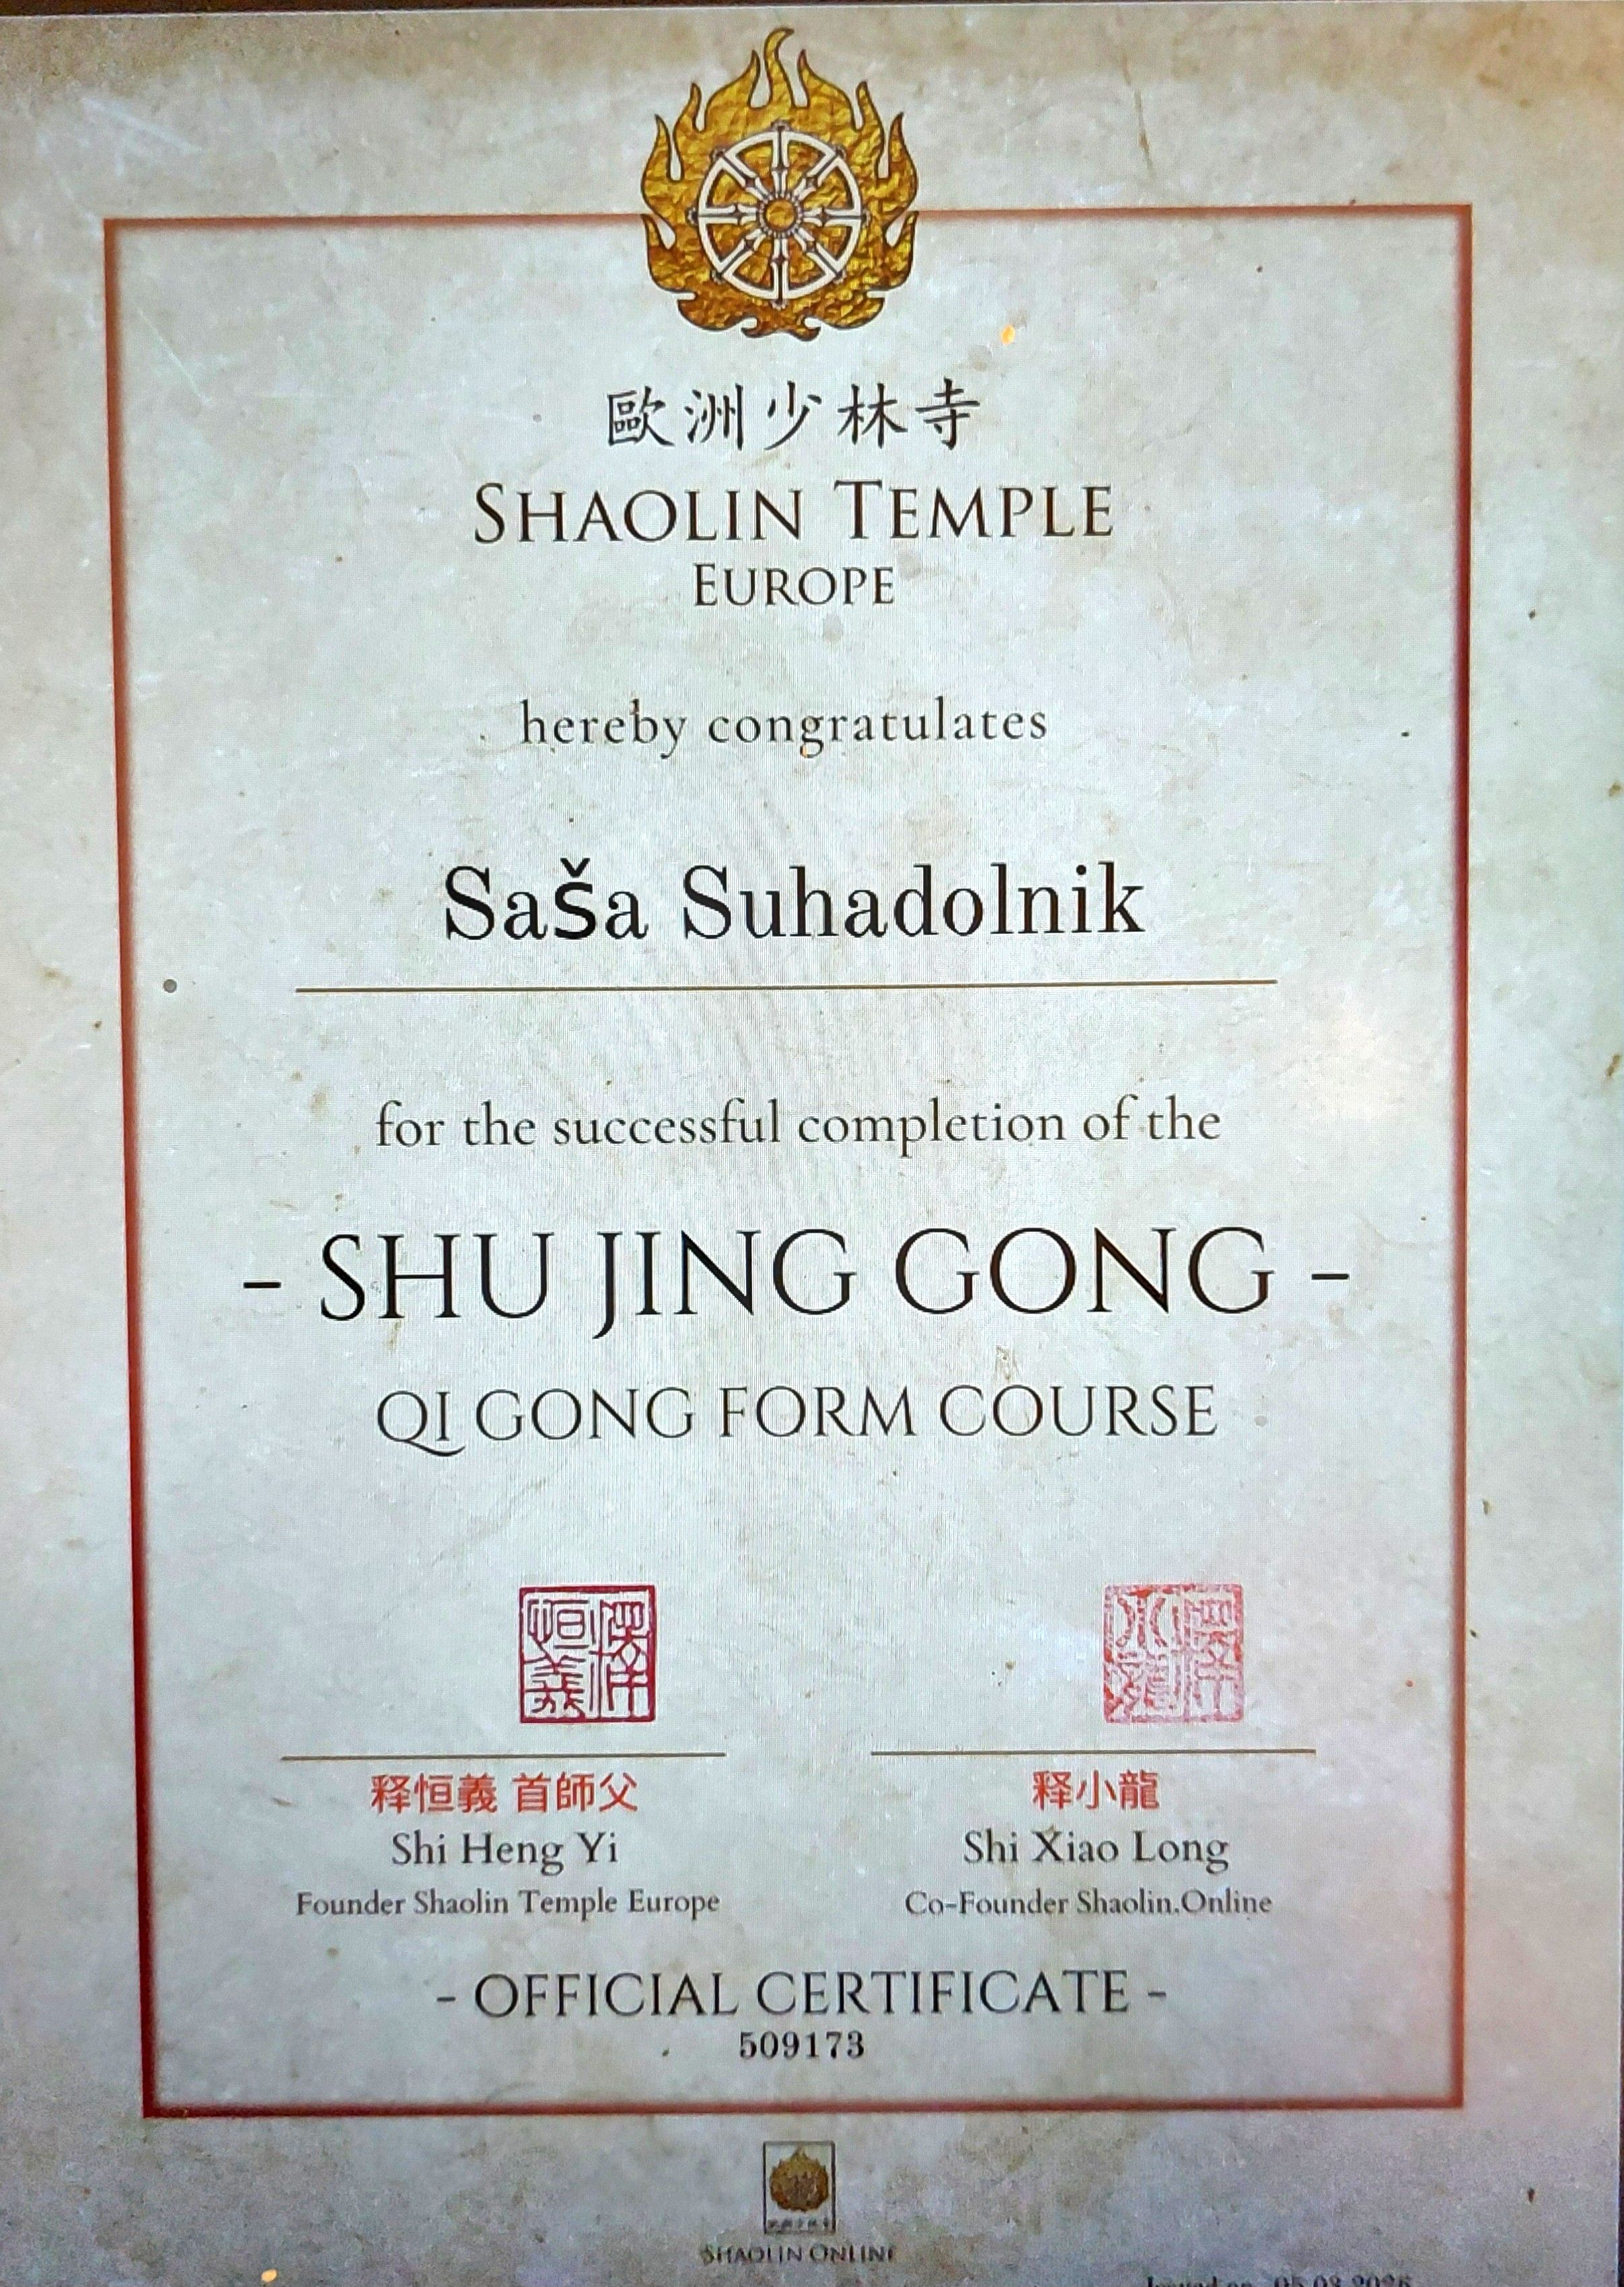 歐洲少林寺
SHAOLIN TEMPLE
EUROPE
hereby congratulates
Saša Suhadolnik
for the successful completion of the
- SHU JING GONG -
QI GONG FORM COURSE
释恒義 首師父
Shi Heng Yi
Founder Shaolin Temple Europe
释小龍
Shi Xiao Long
Co-Founder Shaolin.Online
- OFFICIAL CERTIFICATE -
509173
SHAOLIN ONLINE
Issued on